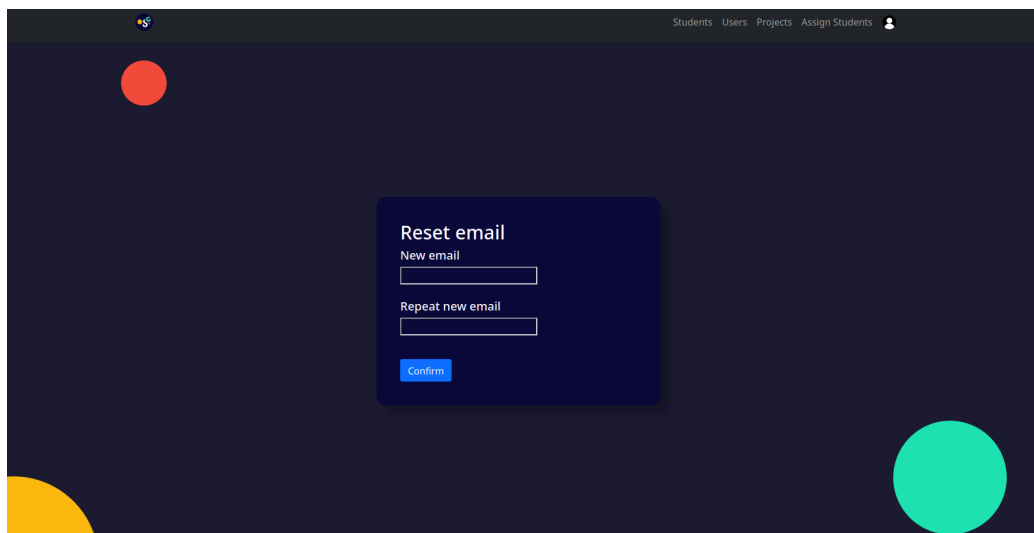 Students Users Projects Assign Students
Reset email
New email
Repeat new email
Confirm